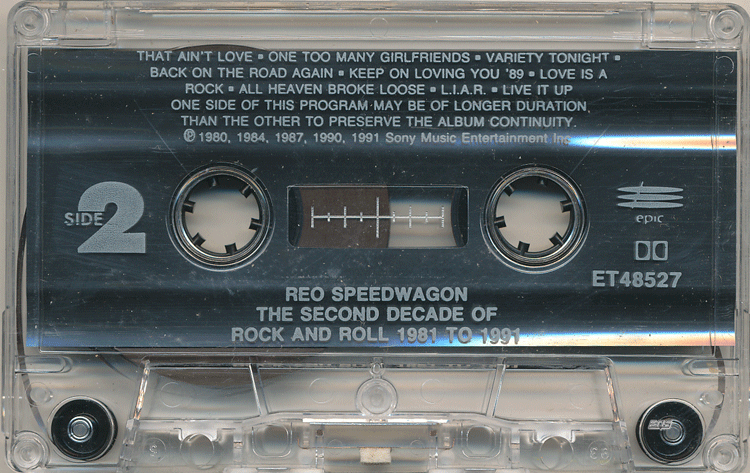 THAT AIN'T LOVE ▪ ONE TOO MANY GIRLFRIENDS ▪ VARIETY TONIGHT ▪
BACK ON THE ROAD AGAIN ▪ KEEP ON LOVING YOU '89 ▪ LOVE IS A
ROCK ▪ ALL HEAVEN BROKE LOOSE ▪ L.I.A.R. ▪ LIVE IT UP
ONE SIDE OF THIS PROGRAM MAY BE OF LONGER DURATION
THAN THE OTHER TO PRESERVE THE ALBUM CONTINUITY.
℗ 1980, 1984, 1987, 1990, 1991 Sony Music Entertainment Inc.
SIDE 2
epic
ET48527
REO SPEEDWAGON
THE SECOND DECADE OF
ROCK AND ROLL 1981 TO 1991